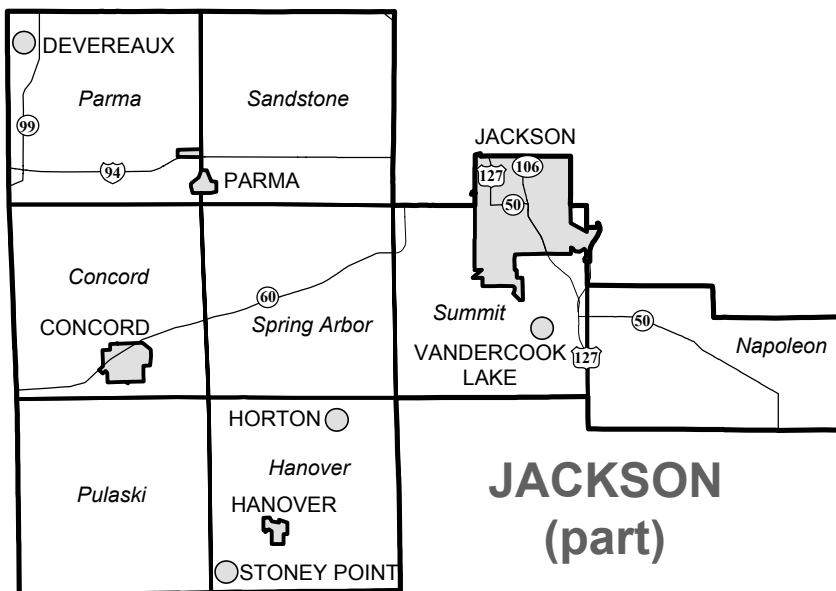 DEVEREAUX
Parma
Sandstone
99
94
PARMA
JACKSON
127
106
50
Concord
60
CONCORD
Spring Arbor
Summit
VANDERCOOK
LAKE
127
50
Napoleon
HORTON
Hanover
Pulaski
HANOVER
STONEY POINT
JACKSON
(part)